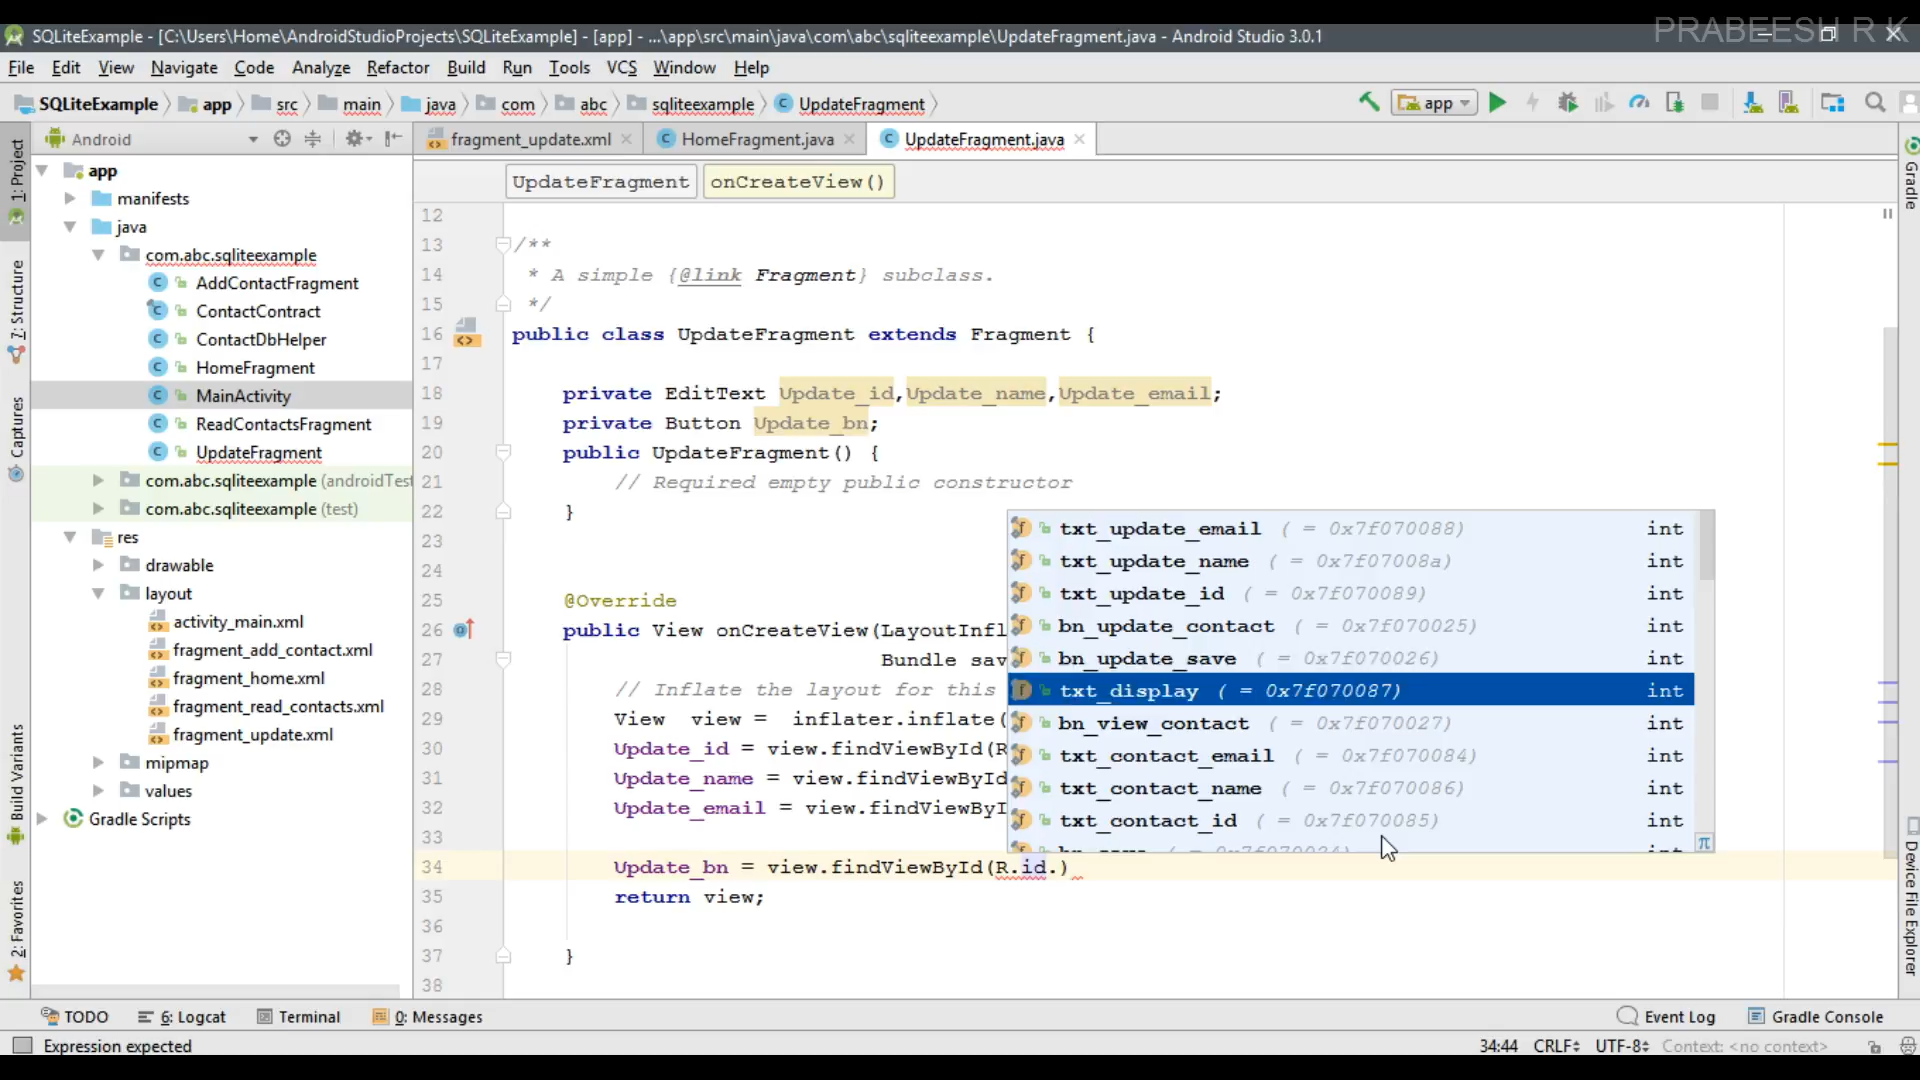 PRABEESH R K
SQLiteExample - [C:\Users\Home\AndroidStudioProjects\SQLiteExample] - [app] - ...\app\src\main\java\com\abc\sqliteexample\UpdateFragment.java - Android Studio 3.0.1
File Edit View Navigate Code Analyze Refactor Build Run Tools VCS Window Help
SQLiteExample app src main java com abc sqliteexample UpdateFragment app
Android fragment_update.xml HomeFragment.java UpdateFragment.java
UpdateFragment onCreateView()
1: Project
7: Structure
Captures
Build Variants
2: Favorites
app
manifests
java
com.abc.sqliteexample
AddContactFragment
ContactContract
ContactDbHelper
HomeFragment
MainActivity
ReadContactsFragment
UpdateFragment
com.abc.sqliteexample (androidTest
com.abc.sqliteexample (test)
res
drawable
layout
activity_main.xml
fragment_add_contact.xml
fragment_home.xml
fragment_read_contacts.xml
fragment_update.xml
mipmap
values
Gradle Scripts
12
13 /**
14 * A simple {@link Fragment} subclass.
15 */
16 public class UpdateFragment extends Fragment {
17
18 private EditText Update_id,Update_name,Update_email;
19 private Button Update_bn;
20 public UpdateFragment() {
21 // Required empty public constructor
22 }
23
24
25 @Override
26 public View onCreateView(LayoutInfl
27 Bundle sav
28 // Inflate the layout for this
29 View view = inflater.inflate(
30 Update_id = view.findViewById(R
31 Update_name = view.findViewById
32 Update_email = view.findViewByI
33
34 Update_bn = view.findViewById(R.id.)
35 return view;
36
37 }
38
txt_update_email ( = 0x7f070088) int
txt_update_name ( = 0x7f07008a) int
txt_update_id ( = 0x7f070089) int
bn_update_contact ( = 0x7f070025) int
bn_update_save ( = 0x7f070026) int
txt_display ( = 0x7f070087) int
bn_view_contact ( = 0x7f070027) int
txt_contact_email ( = 0x7f070084) int
txt_contact_name ( = 0x7f070086) int
txt_contact_id ( = 0x7f070085) int
π
Gradle
Device File Explorer
TODO 6: Logcat Terminal 0: Messages Event Log Gradle Console
Expression expected 34:44 CRLF UTF-8 Context: <no context>